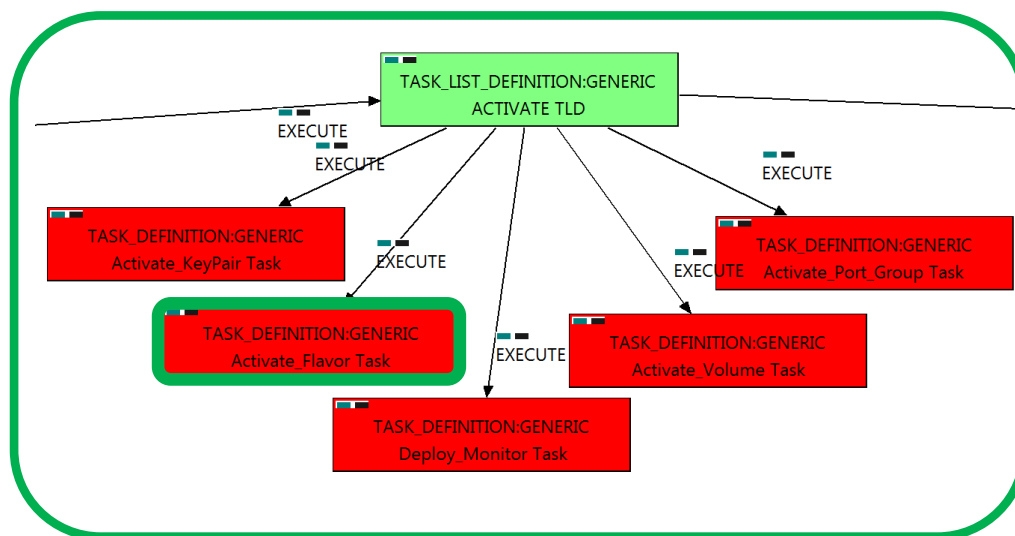 TASK_LIST_DEFINITION:GENERIC
ACTIVATE TLD
EXECUTE
EXECUTE
EXECUTE
TASK_DEFINITION:GENERIC
Activate_KeyPair Task
TASK_DEFINITION:GENERIC
Activate_Port_Group Task
EXECUTE
EXECUTE
TASK_DEFINITION:GENERIC
Activate_Flavor Task
EXECUTE
TASK_DEFINITION:GENERIC
Activate_Volume Task
TASK_DEFINITION:GENERIC
Deploy_Monitor Task